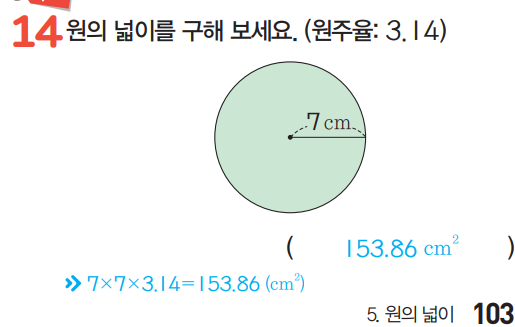 14 원의 넓이를 구해 보세요. (원주율: 3.14)
7 cm
( 153.86 cm² )
7×7×3.14=153.86 (cm²)
5. 원의 넓이 103